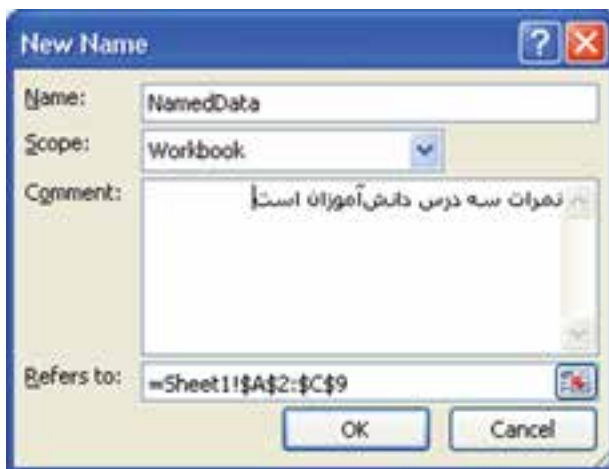 New Name
Name: NamedData
Scope: Workbook
Comment: نمرات سه درس دانش‌آموزان است
Refers to: =Sheet1!$A$2:$C$9
OK Cancel